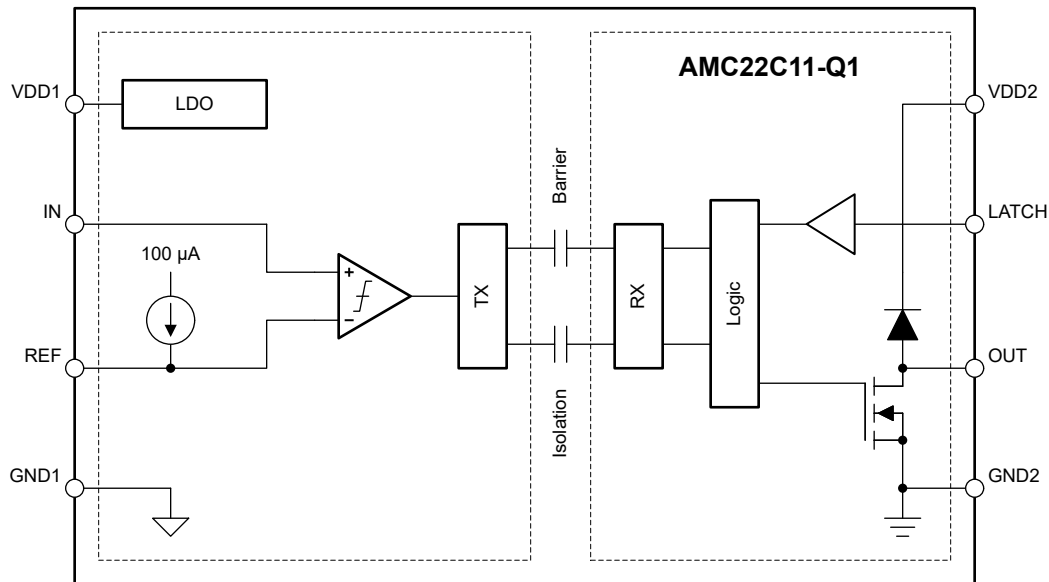 AMC22C11-Q1
VDD1
LDO
VDD2
Barrier
IN
LATCH
100 µA
+
TX
RX
Logic
−
REF
OUT
Isolation
GND1
GND2